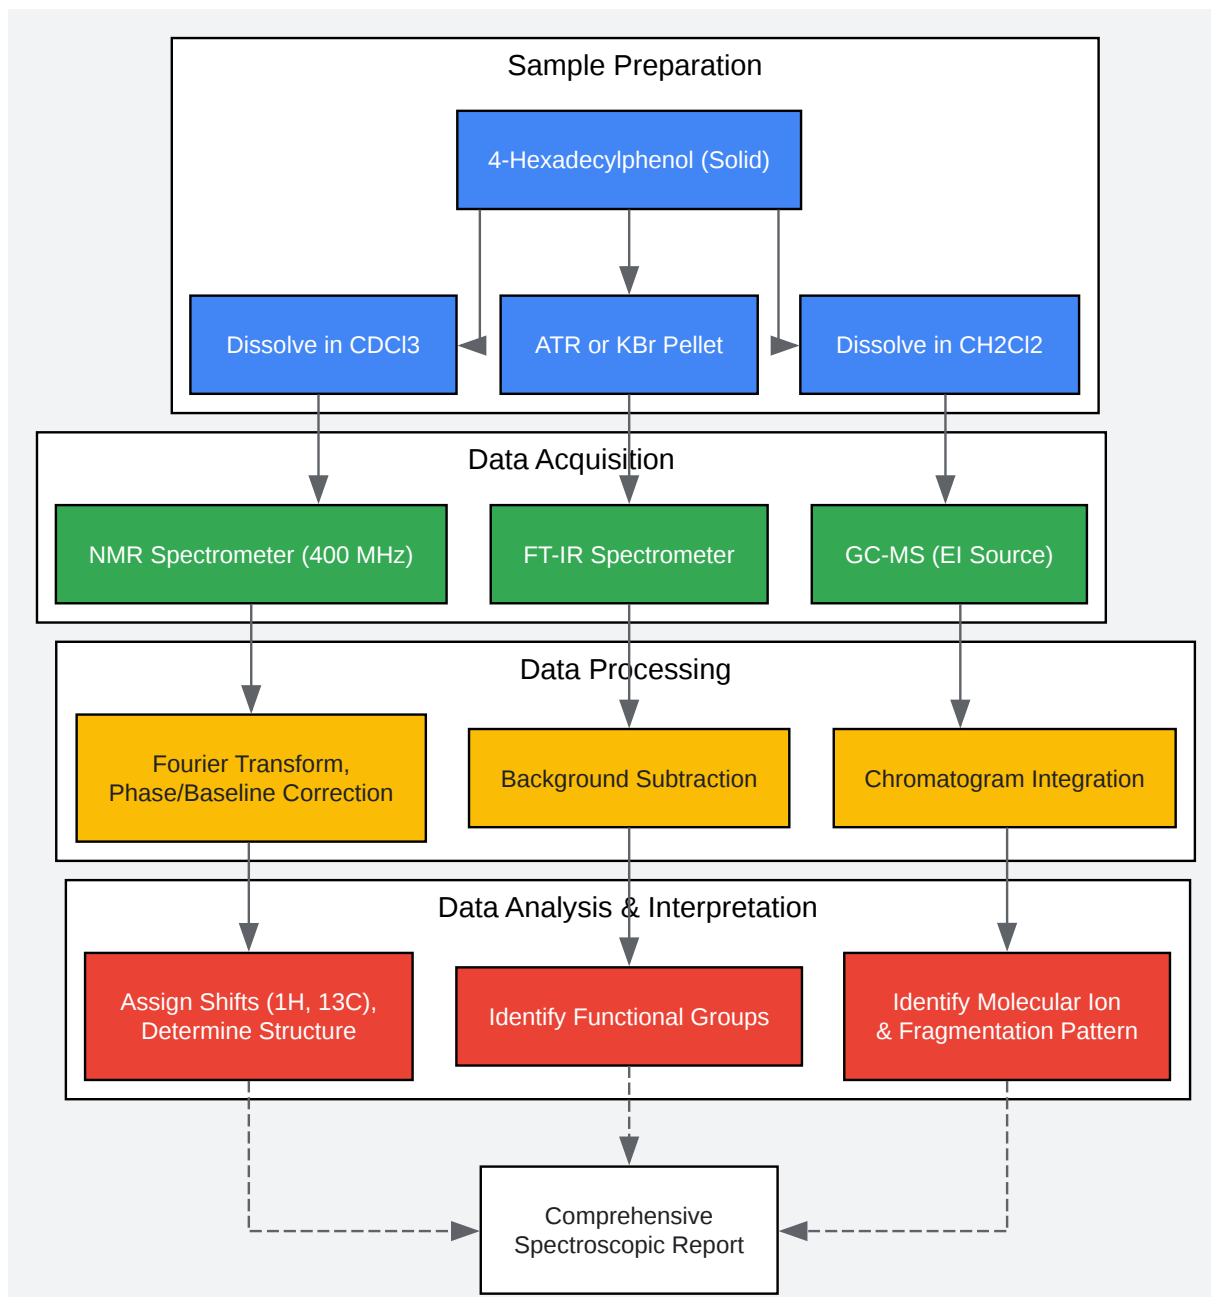 Sample Preparation
4-Hexadecylphenol (Solid)
Dissolve in CDCl3
ATR or KBr Pellet
Dissolve in CH2Cl2
Data Acquisition
NMR Spectrometer (400 MHz)
FT-IR Spectrometer
GC-MS (EI Source)
Data Processing
Fourier Transform,
Phase/Baseline Correction
Background Subtraction
Chromatogram Integration
Data Analysis & Interpretation
Assign Shifts (1H, 13C),
Determine Structure
Identify Functional Groups
Identify Molecular Ion
& Fragmentation Pattern
Comprehensive
Spectroscopic Report